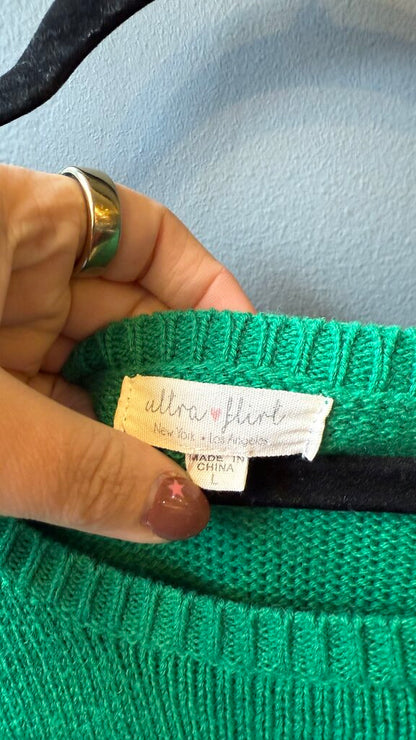 ultra flirt
New York • Los Angeles
MADE IN
CHINA
L